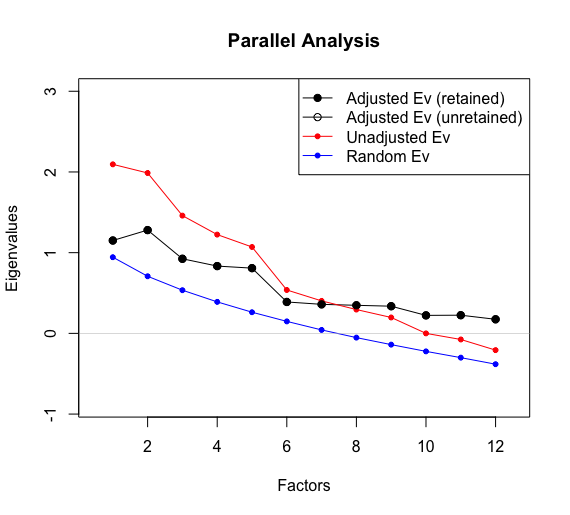 Parallel Analysis
Adjusted Ev (retained)
Adjusted Ev (unretained)
Unadjusted Ev
Random Ev
Eigenvalues
3
2
1
0
-1
2 4 6 8 10 12
Factors